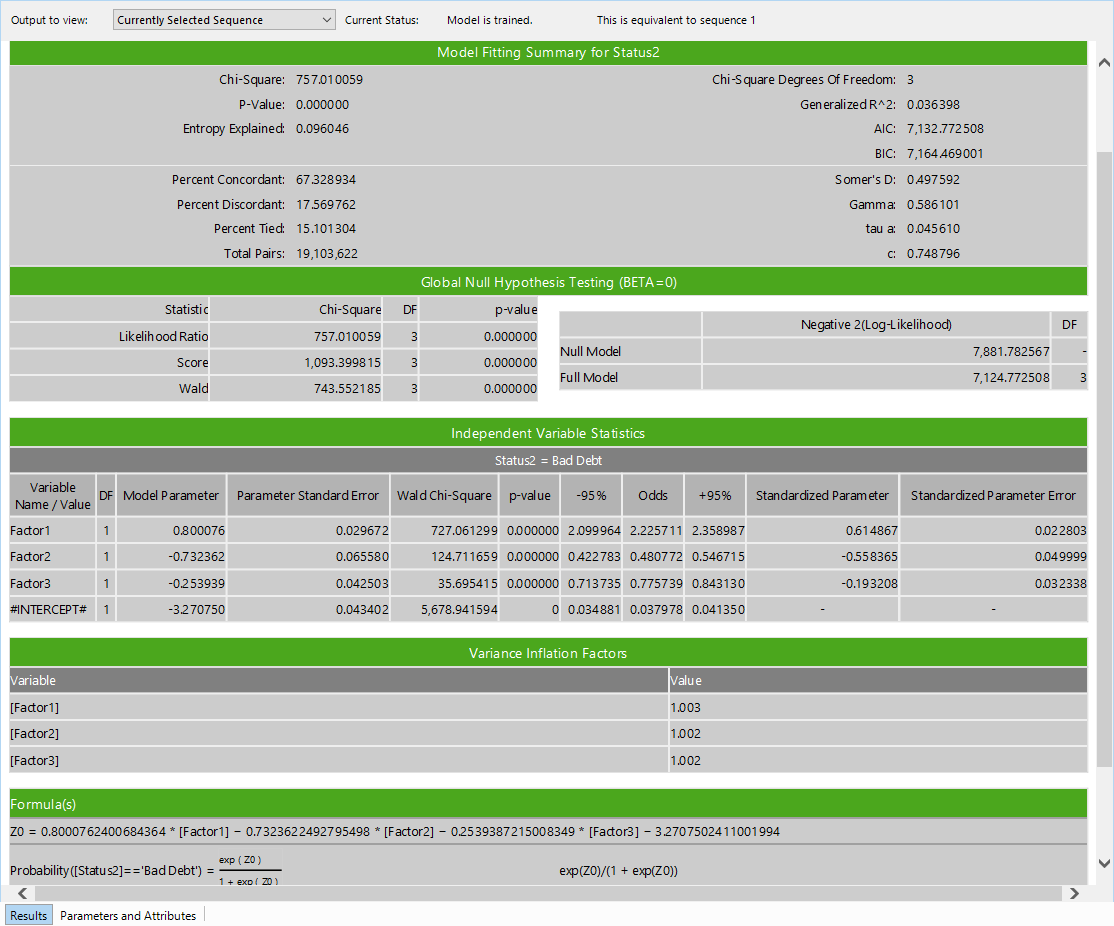 Output to view: Currently Selected Sequence Current Status: Model is trained. This is equivalent to sequence 1
Model Fitting Summary for Status2
Chi-Square: 757.010059 Chi-Square Degrees Of Freedom: 3
P-Value: 0.000000 Generalized R^2: 0.036398
Entropy Explained: 0.096046 AIC: 7,132.772508
BIC: 7,164.469001
Percent Concordant: 67.328934 Somer's D: 0.497592
Percent Discordant: 17.569762 Gamma: 0.586101
Percent Tied: 15.101304 tau a: 0.045610
Total Pairs: 19,103,622 c: 0.748796
Global Null Hypothesis Testing (BETA=0)
Statistic Chi-Square DF p-value
Likelihood Ratio 757.010059 3 0.000000
Score 1,093.399815 3 0.000000
Wald 743.552185 3 0.000000
Negative 2(Log-Likelihood) DF
Null Model 7,881.782567 -
Full Model 7,124.772508 3
Independent Variable Statistics
Status2 = Bad Debt
Variable Name / Value DF Model Parameter Parameter Standard Error Wald Chi-Square p-value -95% Odds +95% Standardized Parameter Standardized Parameter Error
Factor1 1 0.800076 0.029672 727.061299 0.000000 2.099964 2.225711 2.358987 0.614867 0.022803
Factor2 1 -0.732362 0.065580 124.711659 0.000000 0.422783 0.480772 0.546715 -0.558365 0.049999
Factor3 1 -0.253939 0.042503 35.695415 0.000000 0.713735 0.775739 0.843130 -0.193208 0.032338
#INTERCEPT# 1 -3.270750 0.043402 5,678.941594 0 0.034881 0.037978 0.041350 - -
Variance Inflation Factors
Variable Value
[Factor1] 1.003
[Factor2] 1.002
[Factor3] 1.002
Formula(s)
Z0 = 0.8000762400684364 * [Factor1] − 0.7323622492795498 * [Factor2] − 0.2539387215008349 * [Factor3] − 3.2707502411001994
exp ( Z0 )
Probability([Status2]=='Bad Debt') = exp(Z0)/(1 + exp(Z0))
1 + exp ( Z0 )
Results Parameters and Attributes